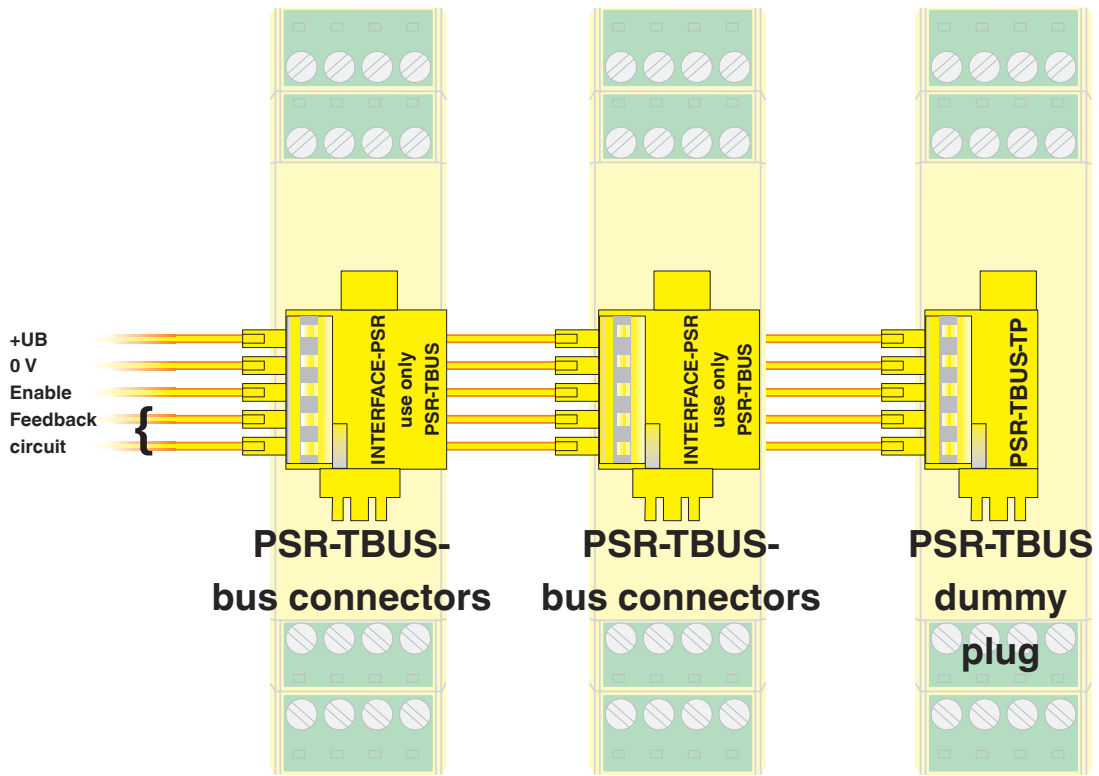 +UB
0 V
Enable
Feedback
circuit
{
INTERFACE-PSR
use only
PSR-TBUS
INTERFACE-PSR
use only
PSR-TBUS
PSR-TBUS-TP
PSR-TBUS-
bus connectors
PSR-TBUS-
bus connectors
PSR-TBUS
dummy
plug